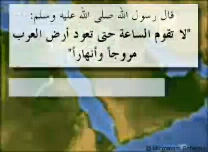 قال رسول الله صلى الله عليه وسلم:
"لا تقوم الساعة حتى تعود أرض العرب
مروجاً وأنهاراً"